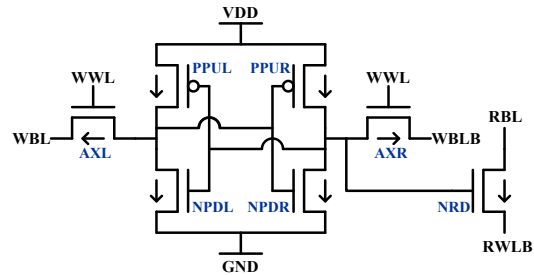 VDD
PPUL PPUR
WWL WWL
RBL
WBL WBLB
AXL AXR
NPDL NPDR NRD
RWLB
GND